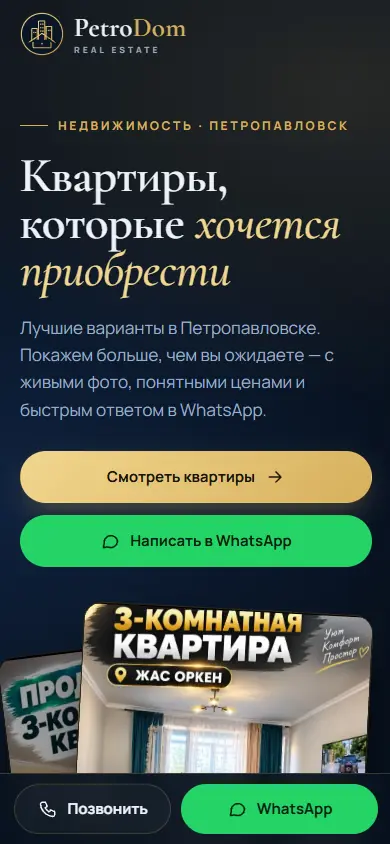 PetroDom
REAL ESTATE
НЕДВИЖИМОСТЬ · ПЕТРОПАВЛОВСК
Квартиры,
которые хочется
приобрести
Лучшие варианты в Петропавловске.
Покажем больше, чем вы ожидаете — с
живыми фото, понятными ценами и
быстрым ответом в WhatsApp.
Смотреть квартиры →
Написать в WhatsApp
3-КОМНАТНАЯ
КВАРТИРА
ЖАС ОРКЕН
Уют
Комфорт
Простор
3-КО
КВ
Позвонить
WhatsApp